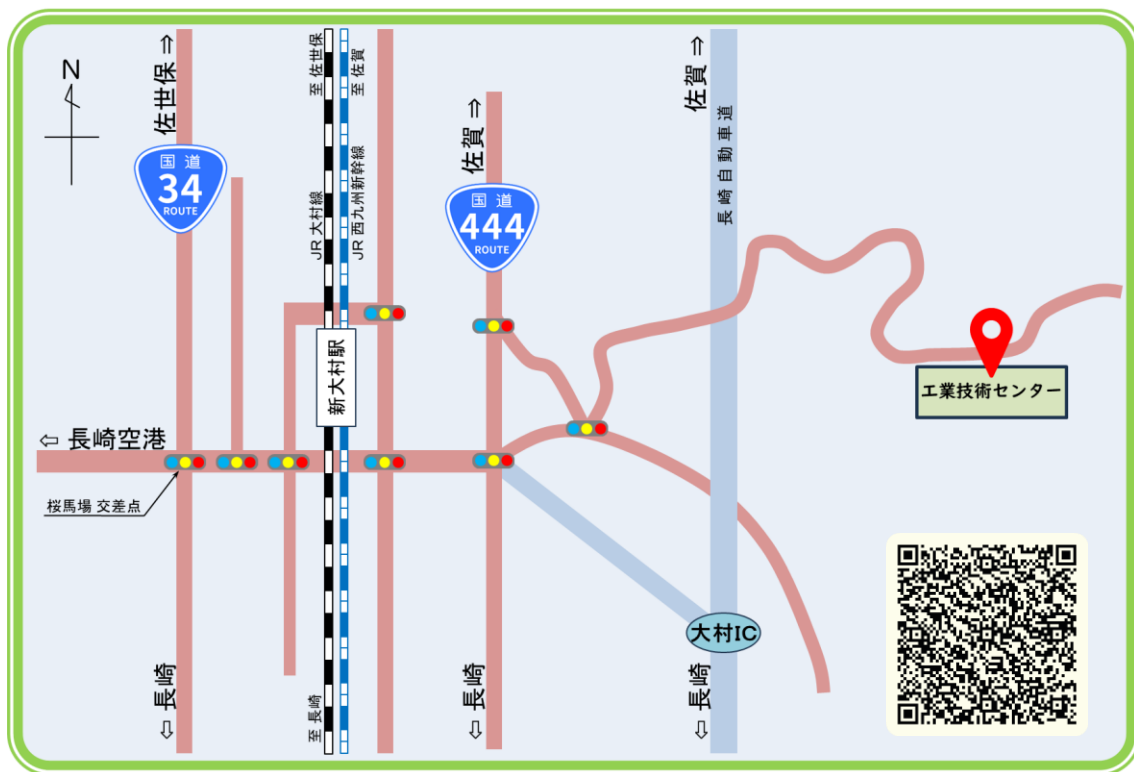 N
佐世保 ⇒
国道
34
ROUTE
至 佐世保
JR 大村線
至 佐賀
JR 西九州新幹線
佐賀 ⇒
国道
444
ROUTE
佐賀 ⇒
長崎自動車道
新大村駅
工業技術センター
⇦ 長崎空港
桜馬場 交差点
大村IC
⇦ 長崎
至 長崎
⇦ 長崎
⇦ 長崎